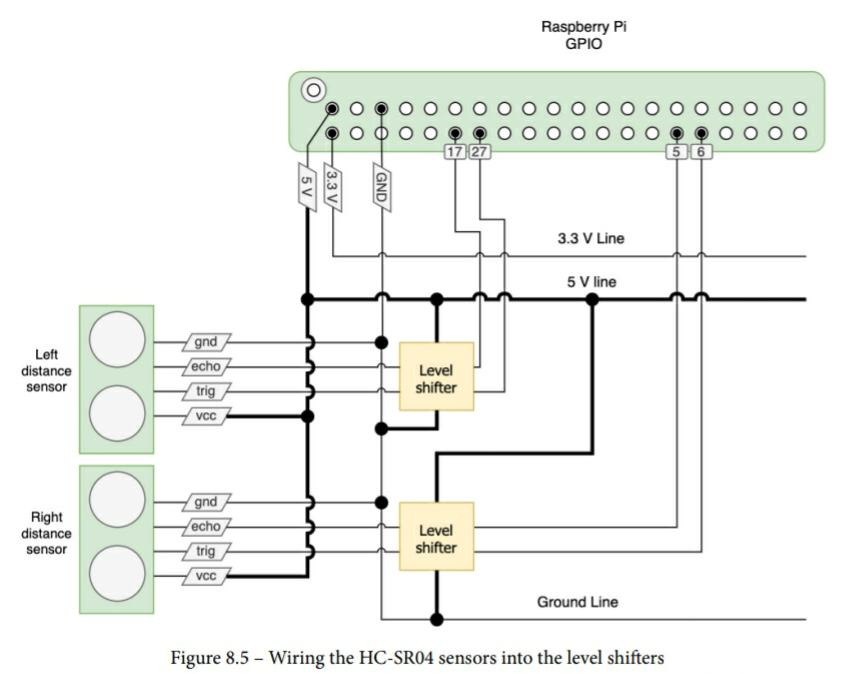 Raspberry Pi
GPIO
17
27
5
6
5 V
3.3 V
GND
3.3 V Line
5 V line
Left
distance
sensor
gnd
echo
trig
vcc
Level
shifter
Right
distance
sensor
gnd
echo
trig
vcc
Level
shifter
Ground Line
Figure 8.5 – Wiring the HC-SR04 sensors into the level shifters